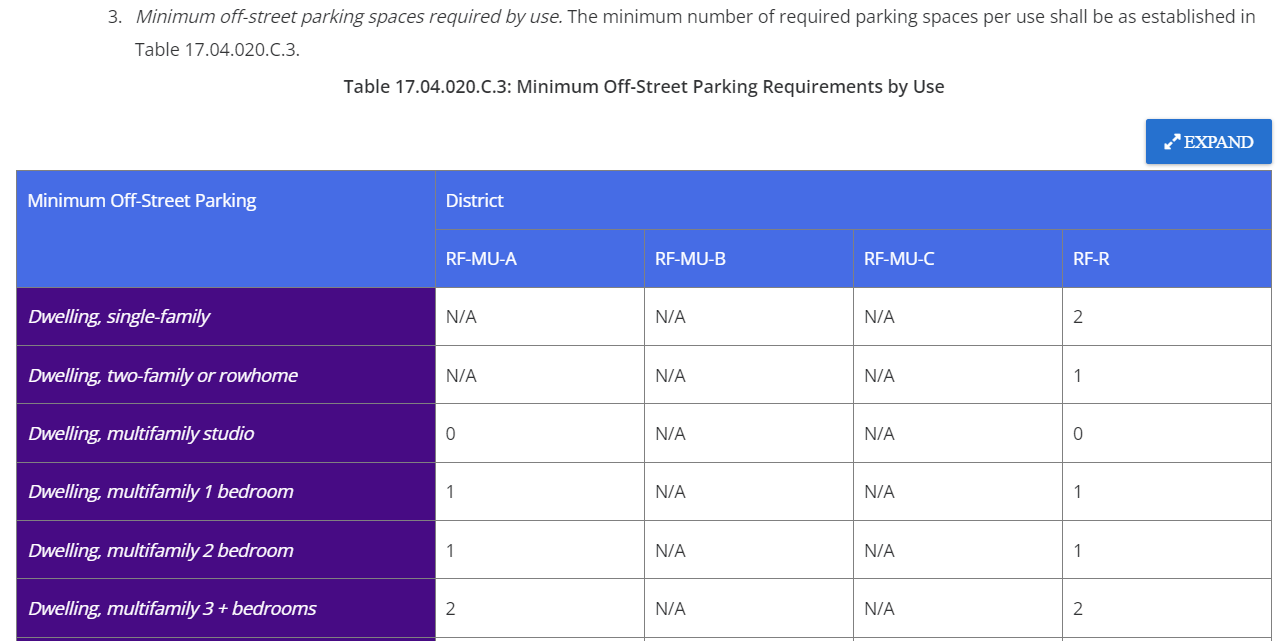 3. Minimum off-street parking spaces required by use. The minimum number of required parking spaces per use shall be as established in
Table 17.04.020.C.3.
Table 17.04.020.C.3: Minimum Off-Street Parking Requirements by Use
EXPAND
Minimum Off-Street Parking District
RF-MU-A RF-MU-B RF-MU-C RF-R
Dwelling, single-family N/A N/A N/A 2
Dwelling, two-family or rowhome N/A N/A N/A 1
Dwelling, multifamily studio 0 N/A N/A 0
Dwelling, multifamily 1 bedroom 1 N/A N/A 1
Dwelling, multifamily 2 bedroom 1 N/A N/A 1
Dwelling, multifamily 3 + bedrooms 2 N/A N/A 2